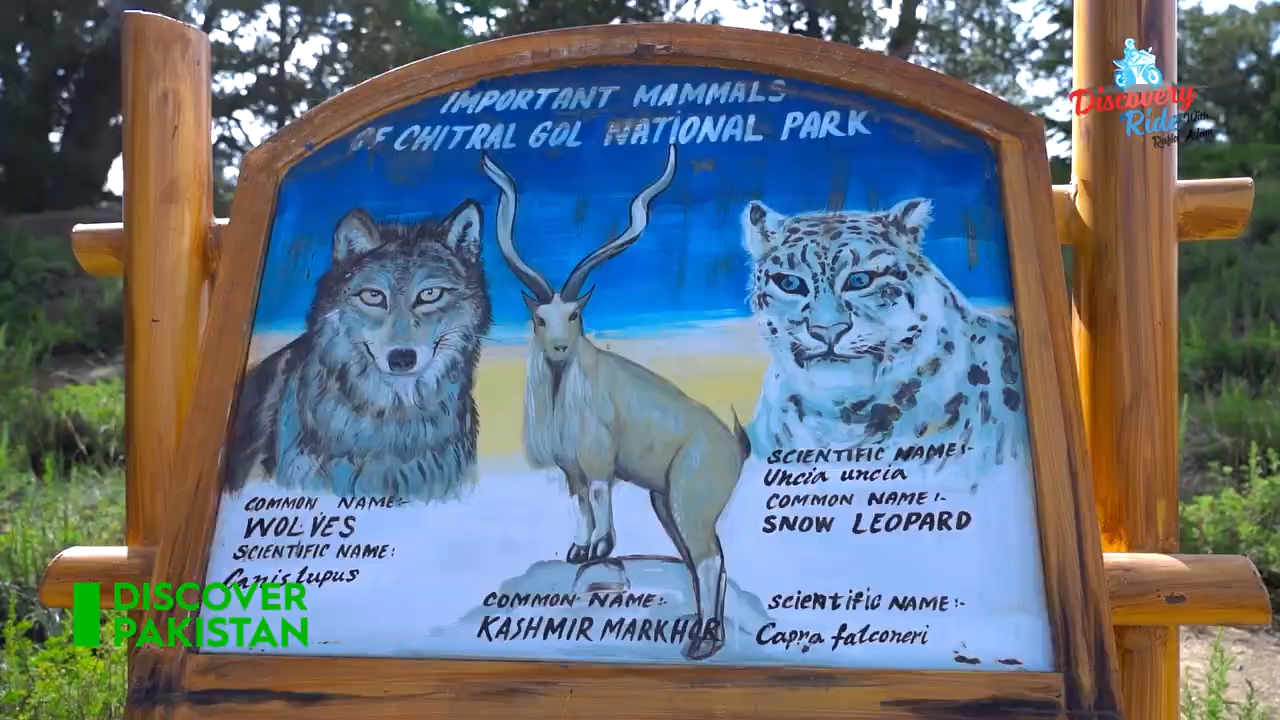 IMPORTANT MAMMALS
OF CHITRAL GOL NATIONAL PARK
COMMON NAME:-
WOLVES
SCIENTIFIC NAME:
Canis lupus
COMMON NAME:-
KASHMIR MARKHOR
SCIENTIFIC NAME:-
Uncia uncia
COMMON NAME:-
SNOW LEOPARD
scientific NAME:-
Capra falconeri
Discovery
Ride With
DISCOVER
PAKISTAN